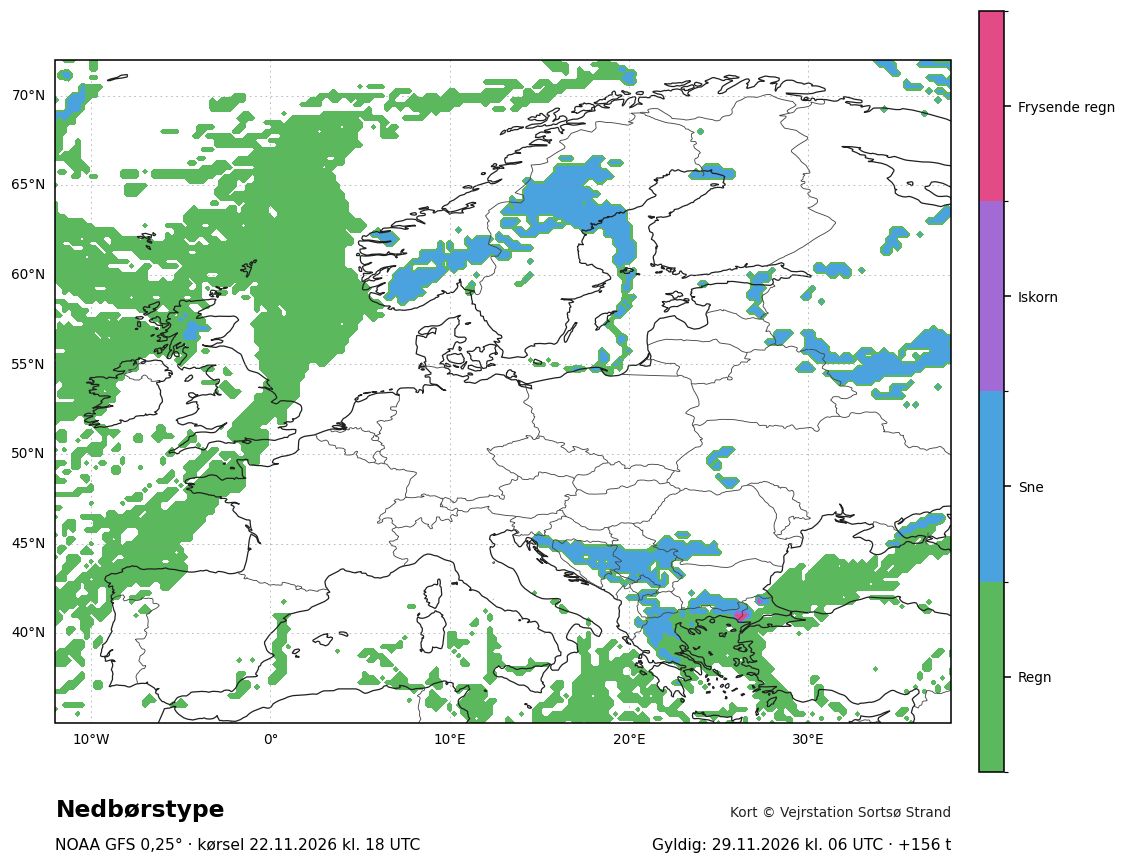 70°N
65°N
60°N
55°N
50°N
45°N
40°N
10°W
0°
10°E
20°E
30°E
Frysende regn
Iskorn
Sne
Regn
Nedbørstype
Kort © Vejrstation Sortsø Strand
NOAA GFS 0,25° · kørsel 22.11.2026 kl. 18 UTC
Gyldig: 29.11.2026 kl. 06 UTC · +156 t